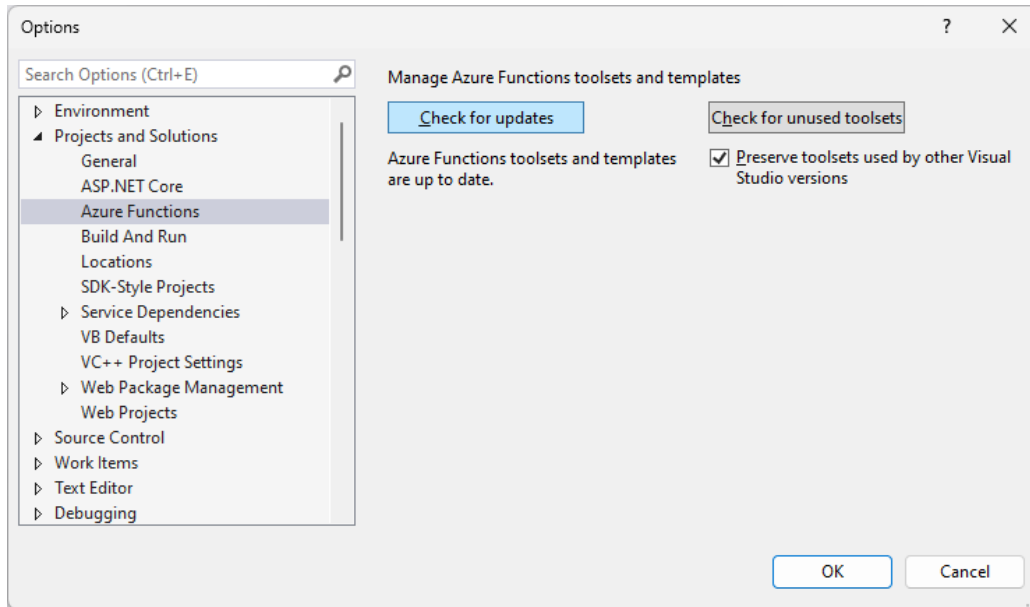 Options
?
Search Options (Ctrl+E)
Environment
Projects and Solutions
General
ASP.NET Core
Azure Functions
Build And Run
Locations
SDK-Style Projects
Service Dependencies
VB Defaults
VC++ Project Settings
Web Package Management
Web Projects
Source Control
Work Items
Text Editor
Debugging
Manage Azure Functions toolsets and templates
Check for updates
Azure Functions toolsets and templates
are up to date.
Check for unused toolsets
Preserve toolsets used by other Visual
Studio versions
OK
Cancel